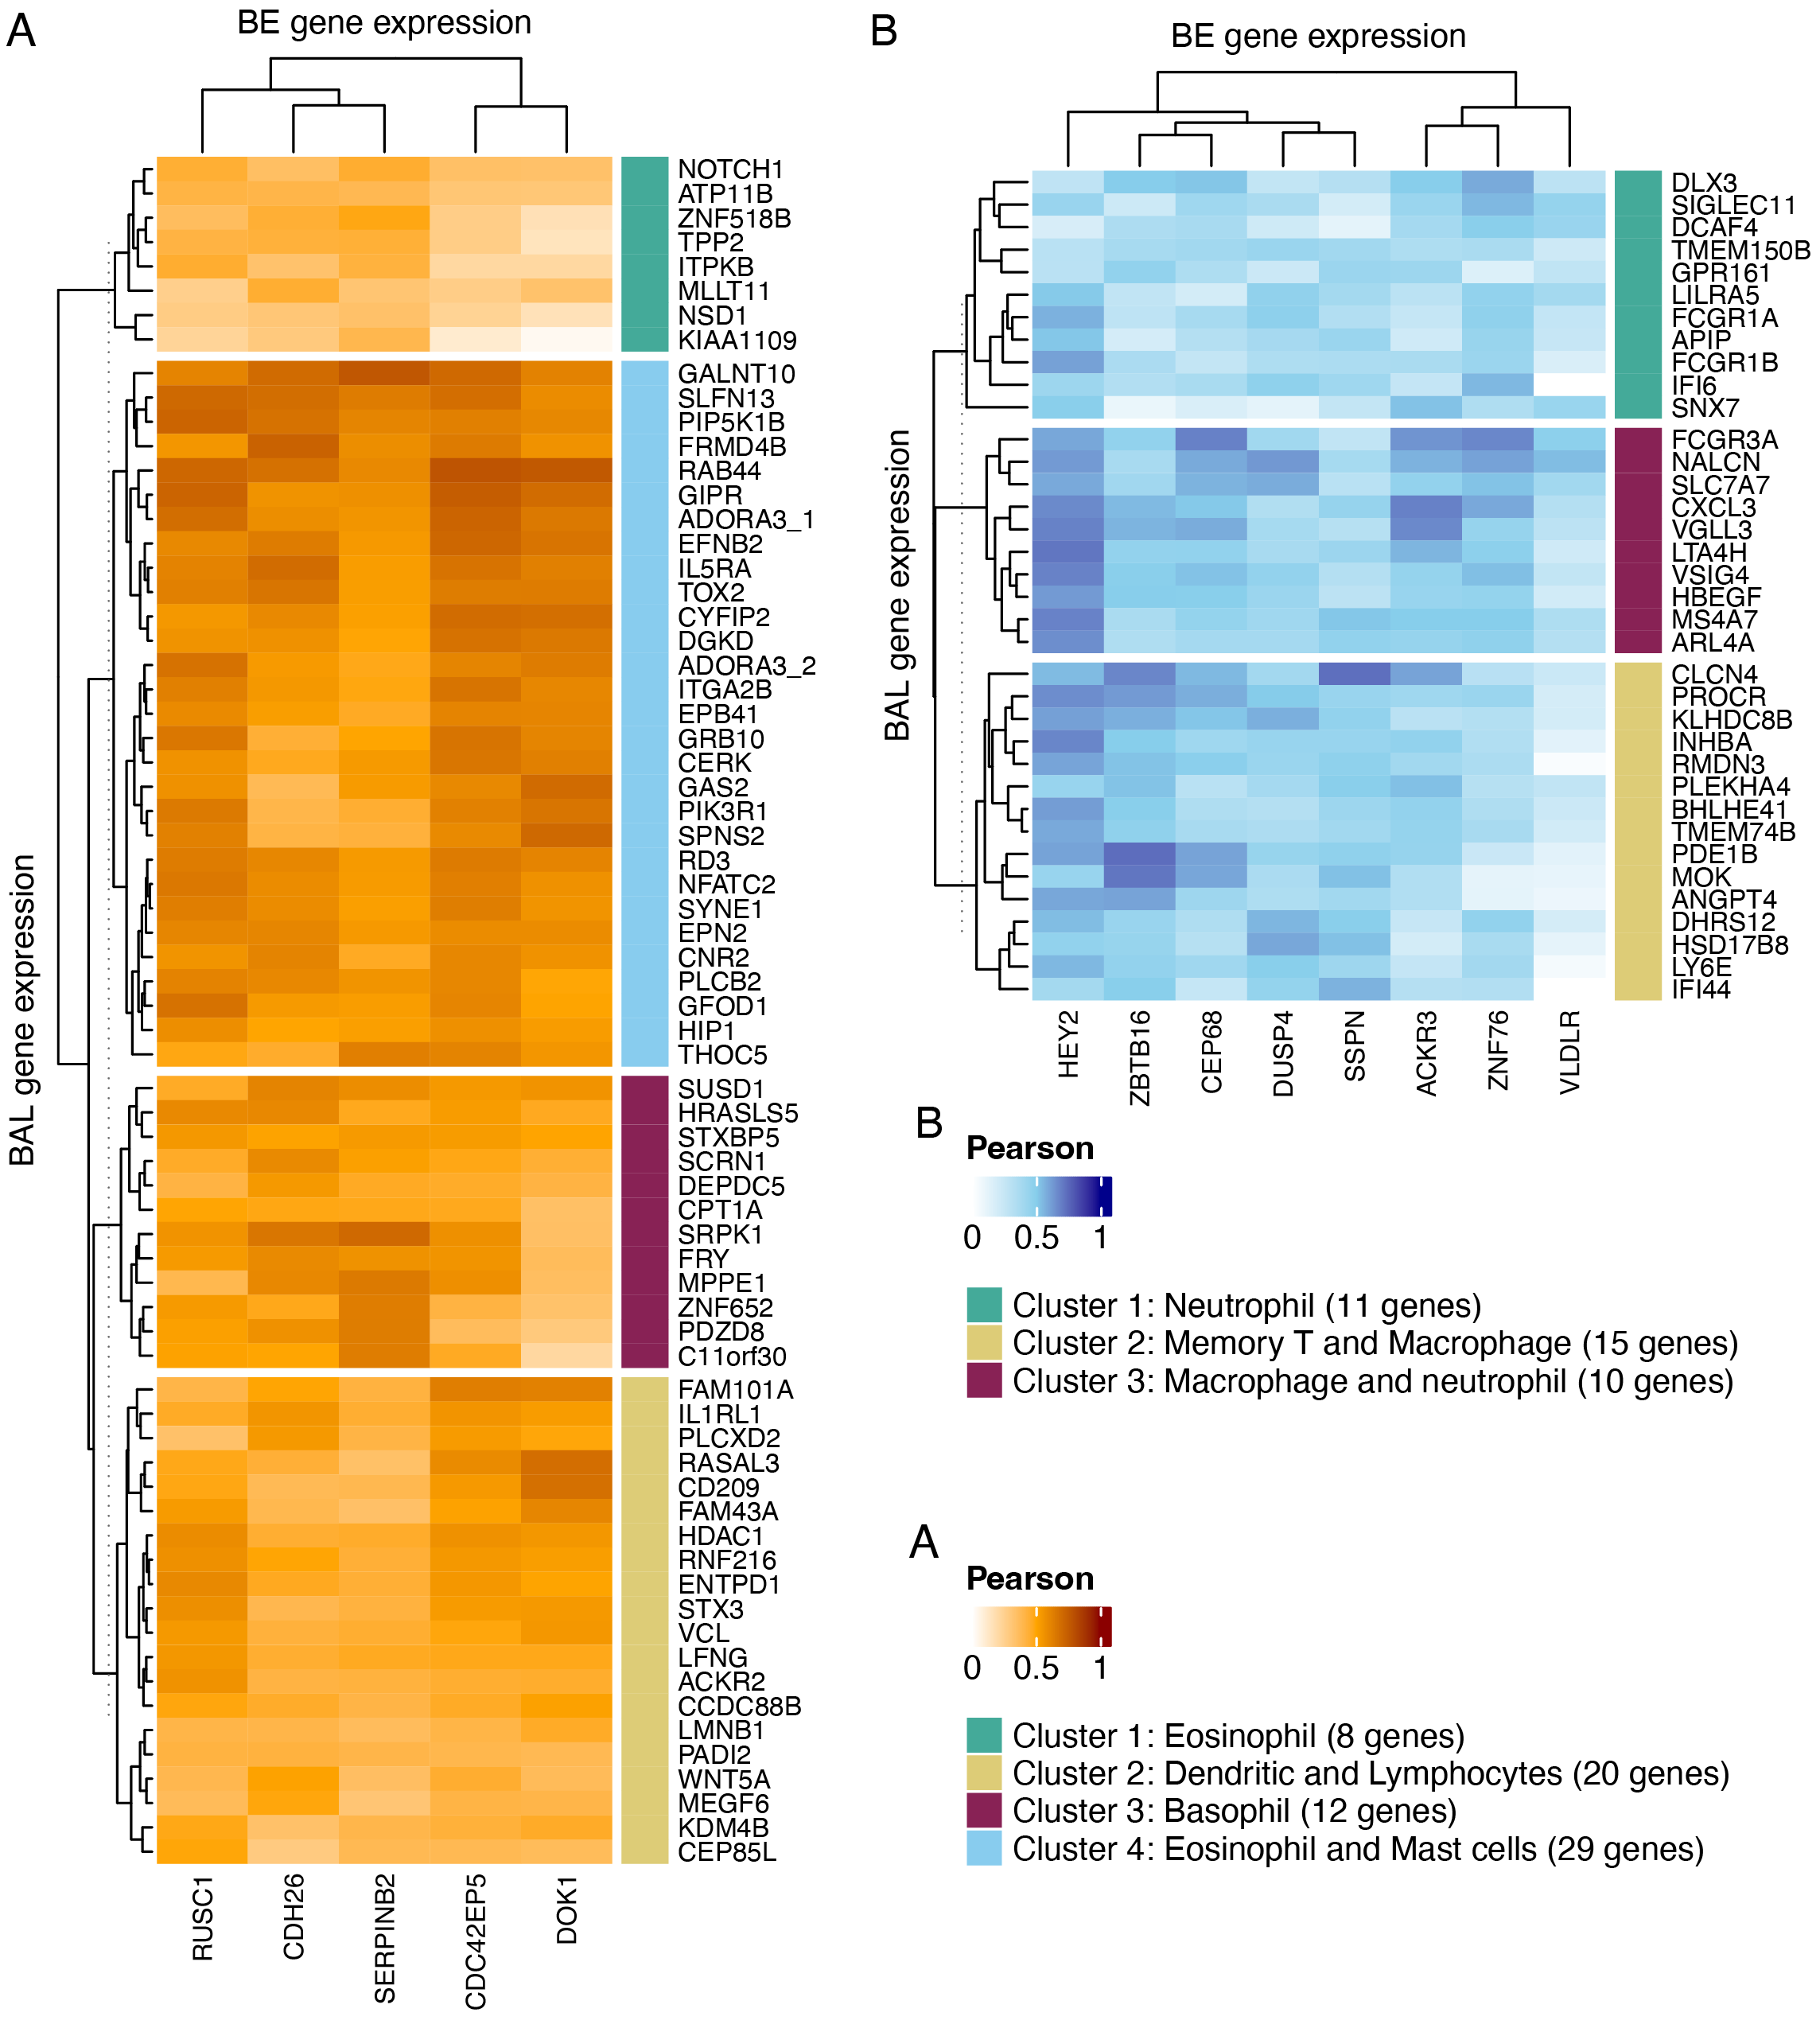 A
BE gene expression
BAL gene expression
NOTCH1
ATP11B
ZNF518B
TPP2
ITPKB
MLLT11
NSD1
KIAA1109
GALNT10
SLFN13
PIP5K1B
FRMD4B
RAB44
GIPR
ADORA3_1
EFNB2
IL5RA
TOX2
CYFIP2
DGKD
ADORA3_2
ITGA2B
EPB41
GRB10
CERK
GAS2
PIK3R1
SPNS2
RD3
NFATC2
SYNE1
EPN2
CNR2
PLCB2
GFOD1
HIP1
THOC5
SUSD1
HRASLS5
STXBP5
SCRN1
DEPDC5
CPT1A
SRPK1
FRY
MPPE1
ZNF652
PDZD8
C11orf30
FAM101A
IL1RL1
PLCXD2
RASAL3
CD209
FAM43A
HDAC1
RNF216
ENTPD1
STX3
VCL
LFNG
ACKR2
CCDC88B
LMNB1
PADI2
WNT5A
MEGF6
KDM4B
CEP85L
RUSC1
CDH26
SERPINB2
CDC42EP5
DOK1
B
BE gene expression
BAL gene expression
DLX3
SIGLEC11
DCAF4
TMEM150B
GPR161
LILRA5
FCGR1A
APIP
FCGR1B
IFI6
SNX7
FCGR3A
NALCN
SLC7A7
CXCL3
VGLL3
LTA4H
VSIG4
HBEGF
MS4A7
ARL4A
CLCN4
PROCR
KLHDC8B
INHBA
RMDN3
PLEKHA4
BHLHE41
TMEM74B
PDE1B
MOK
ANGPT4
DHRS12
HSD17B8
LY6E
IFI44
HEY2
ZBTB16
CEP68
DUSP4
SSPN
ACKR3
ZNF76
VLDLR
B
Pearson
0 0.5 1
Cluster 1: Neutrophil (11 genes)
Cluster 2: Memory T and Macrophage (15 genes)
Cluster 3: Macrophage and neutrophil (10 genes)
A
Pearson
0 0.5 1
Cluster 1: Eosinophil (8 genes)
Cluster 2: Dendritic and Lymphocytes (20 genes)
Cluster 3: Basophil (12 genes)
Cluster 4: Eosinophil and Mast cells (29 genes)